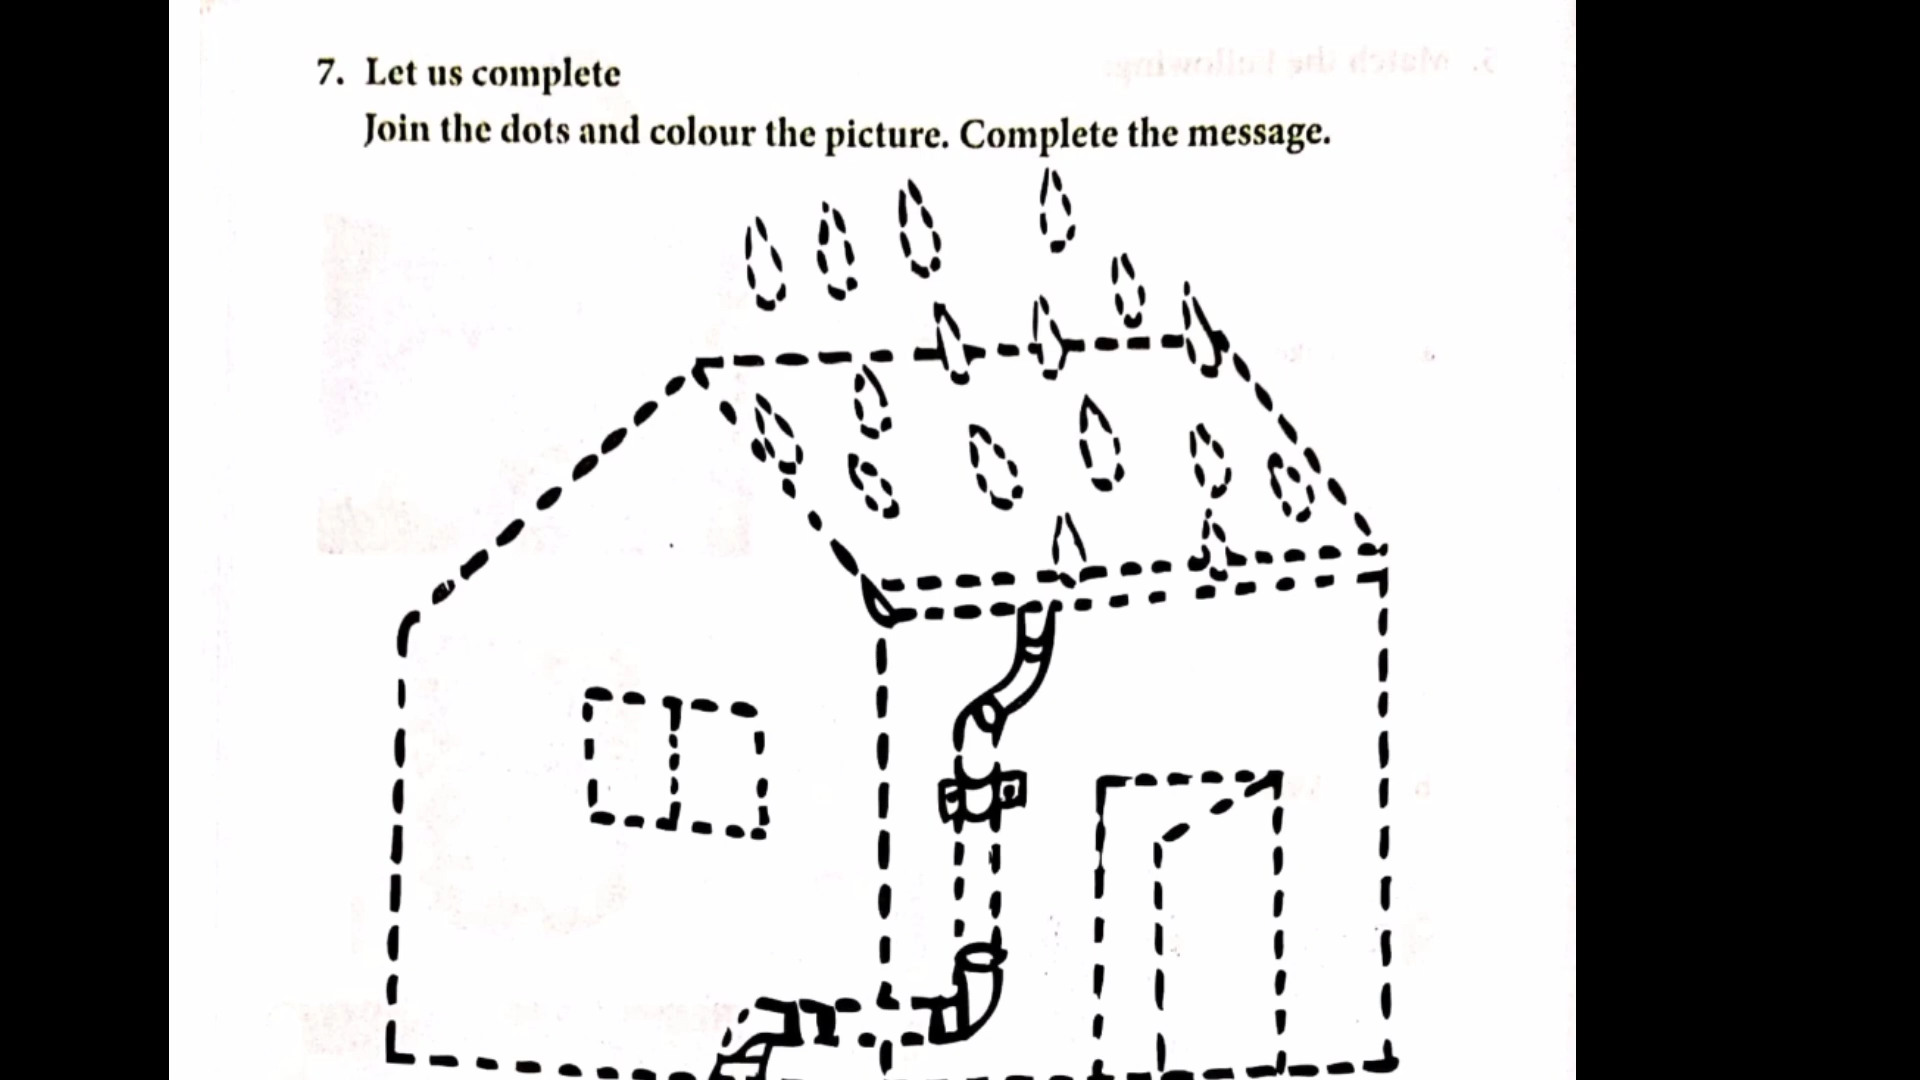 7. Let us complete
Join the dots and colour the picture. Complete the message.